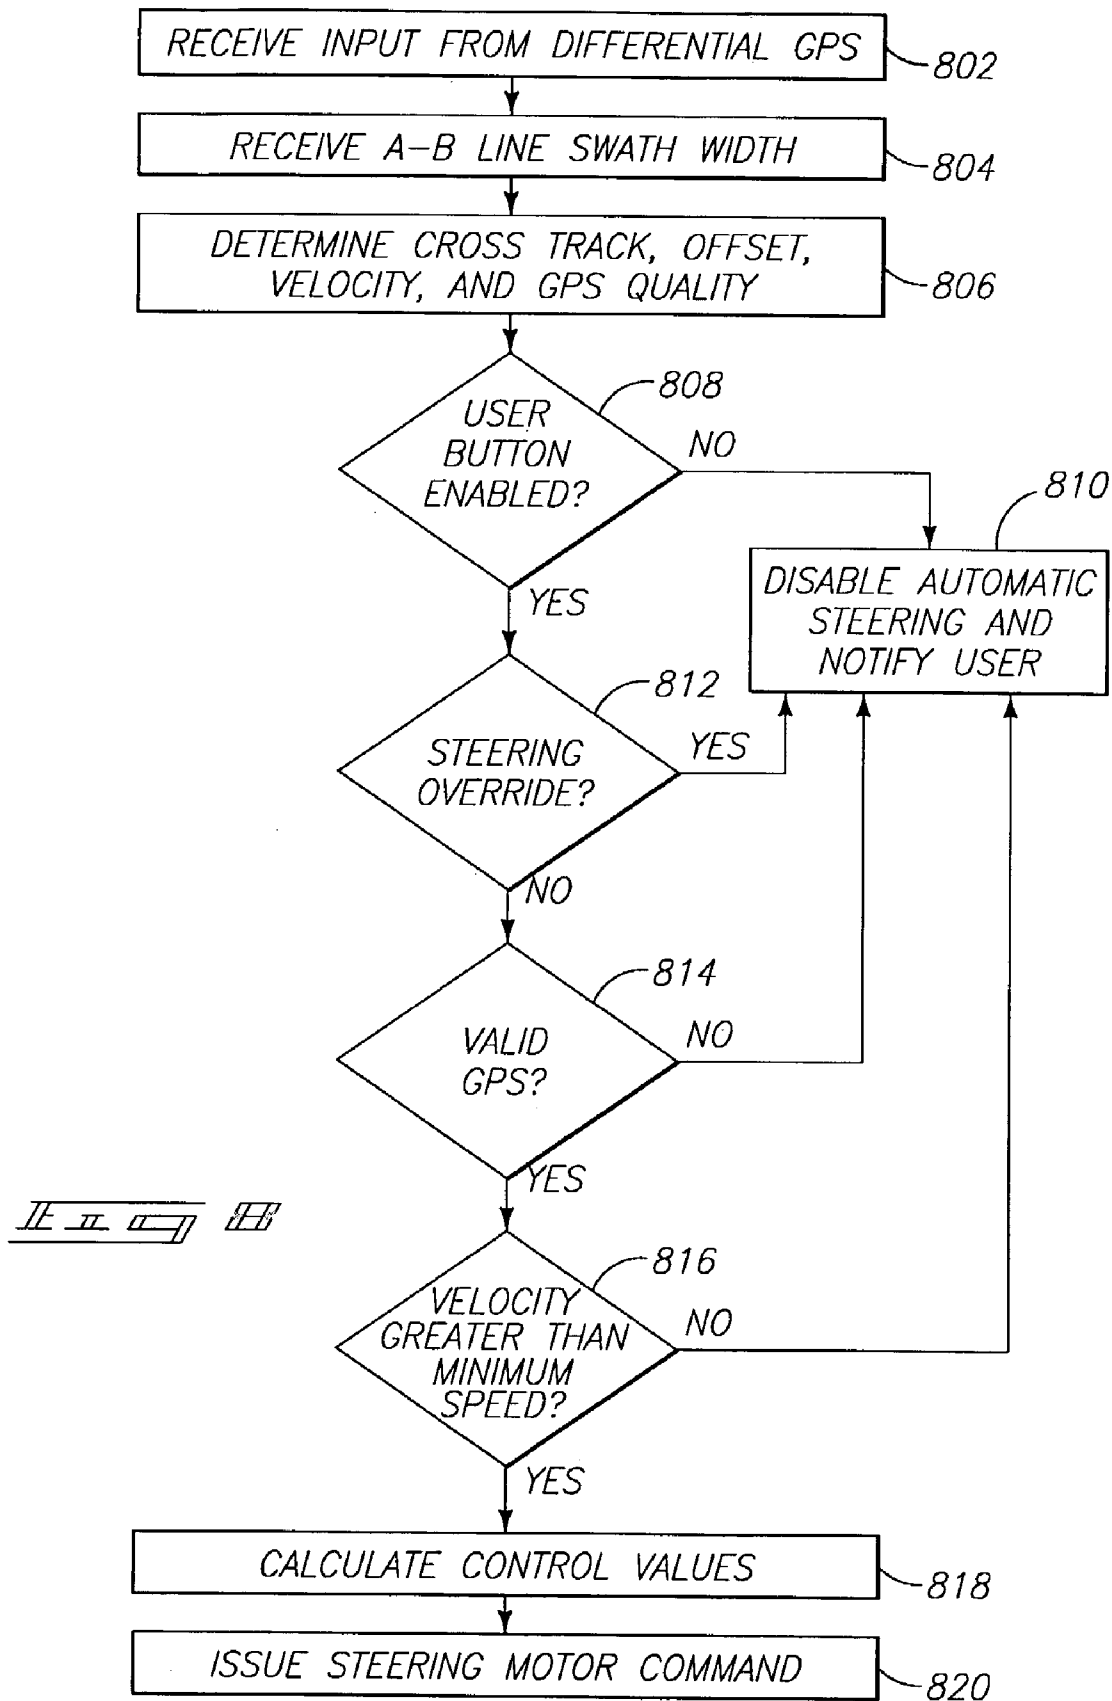 RECEIVE INPUT FROM DIFFERENTIAL GPS
802
RECEIVE A-B LINE SWATH WIDTH
804
DETERMINE CROSS TRACK, OFFSET,
VELOCITY, AND GPS QUALITY
806
808
USER
BUTTON
ENABLED?
NO
YES
810
DISABLE AUTOMATIC
STEERING AND
NOTIFY USER
812
STEERING
OVERRIDE?
YES
NO
814
VALID
GPS?
NO
YES
Fig 8
816
VELOCITY
GREATER THAN
MINIMUM
SPEED?
NO
YES
CALCULATE CONTROL VALUES
818
ISSUE STEERING MOTOR COMMAND
820